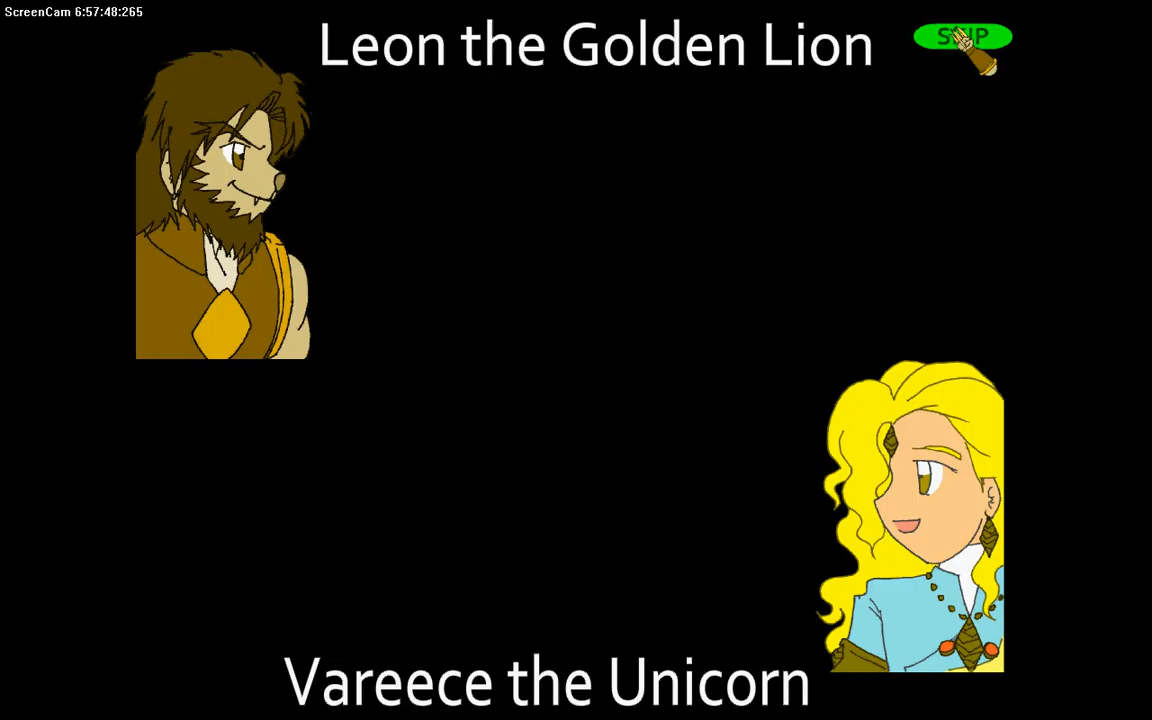 ScreenCam 6:57:48:265
Leon the Golden Lion
SKIP
Vareece the Unicorn